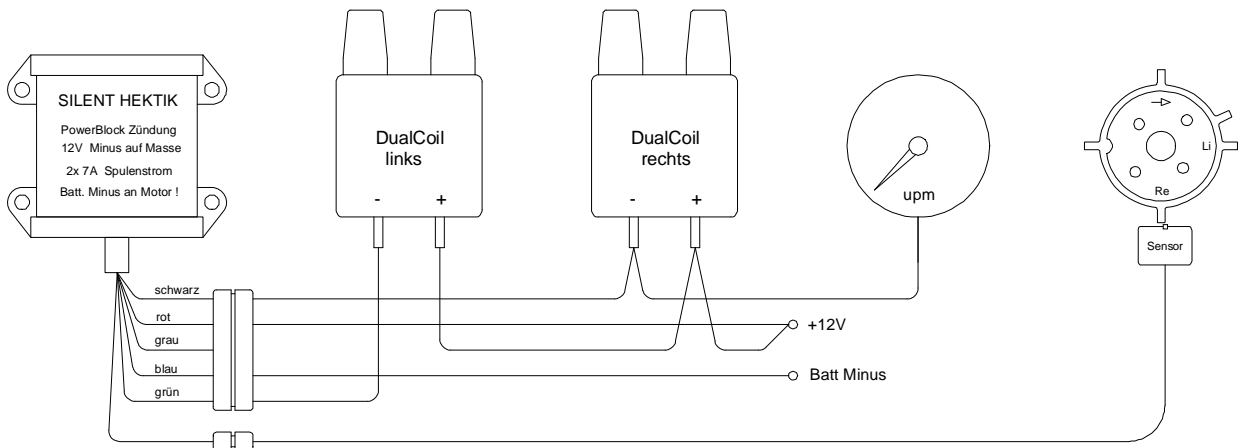 SILENT HEKTIK
PowerBlock Zündung
12V Minus auf Masse
2x 7A Spulenstrom
Batt. Minus an Motor !
DualCoil
links
- +
DualCoil
rechts
- +
upm
Li
Re
Sensor
schwarz
rot
grau
blau
grün
+12V
Batt Minus